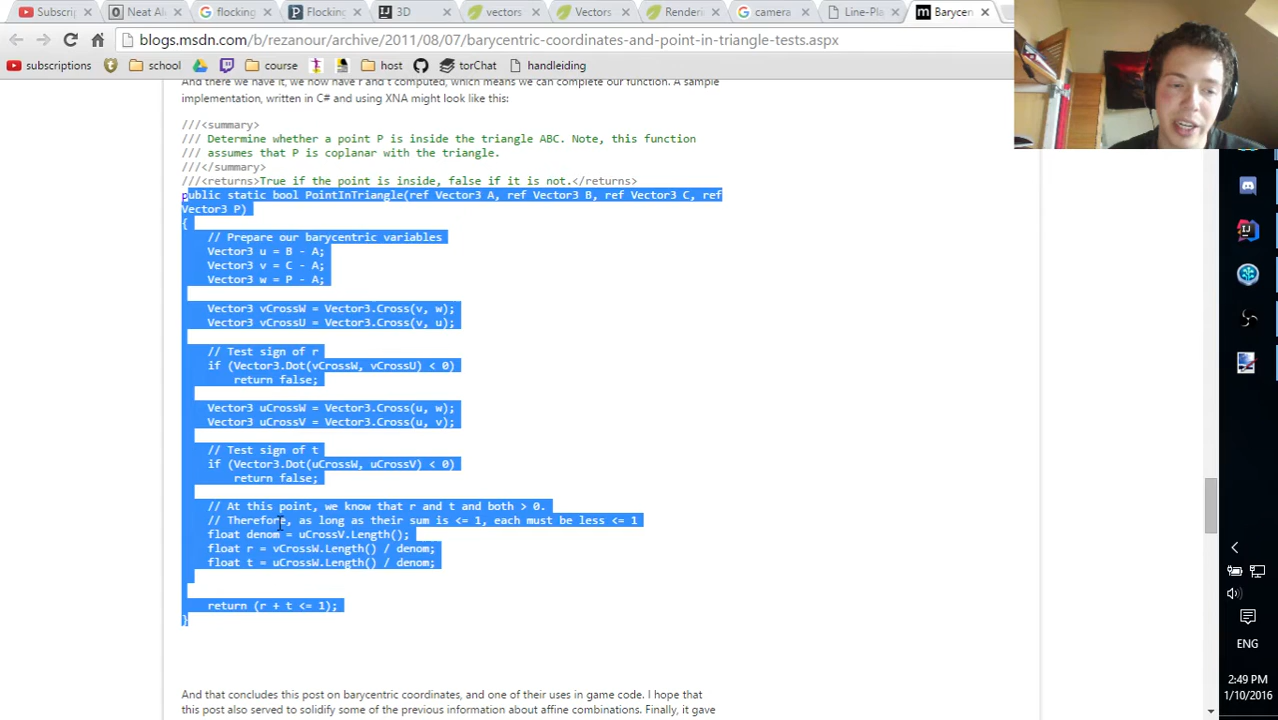 Subscrip
Neat Al
flocking
Flocking
3D
vectors
Vectors
Renderi
camera
Line-Pla
Barycen
blogs.msdn.com/b/rezanour/archive/2011/08/07/barycentric-coordinates-and-point-in-triangle-tests.aspx
subscriptions
school
course
host
torChat
handleiding
And there we have it, we now have r and t computed, which means we can complete our function. A sample
implementation, written in C# and using XNA might look like this:
///<summary>
/// Determine whether a point P is inside the triangle ABC. Note, this function
/// assumes that P is coplanar with the triangle.
///</summary>
///<returns>True if the point is inside, false if it is not.</returns>
public static bool PointInTriangle(ref Vector3 A, ref Vector3 B, ref Vector3 C, ref
Vector3 P)
{
// Prepare our barycentric variables
Vector3 u = B - A;
Vector3 v = C - A;
Vector3 w = P - A;
Vector3 vCrossW = Vector3.Cross(v, w);
Vector3 vCrossU = Vector3.Cross(v, u);
// Test sign of r
if (Vector3.Dot(vCrossW, vCrossU) < 0)
return false;
Vector3 uCrossW = Vector3.Cross(u, w);
Vector3 uCrossV = Vector3.Cross(u, v);
// Test sign of t
if (Vector3.Dot(uCrossW, uCrossV) < 0)
return false;
// At this point, we know that r and t and both > 0.
// Therefore, as long as their sum is <= 1, each must be less <= 1
float denom = uCrossV.Length();
float r = vCrossW.Length() / denom;
float t = uCrossW.Length() / denom;
return (r + t <= 1);
}
And that concludes this post on barycentric coordinates, and one of their uses in game code. I hope that
this post also served to solidify some of the previous information about affine combinations. Finally, it gave
ENG
2:49 PM
1/10/2016